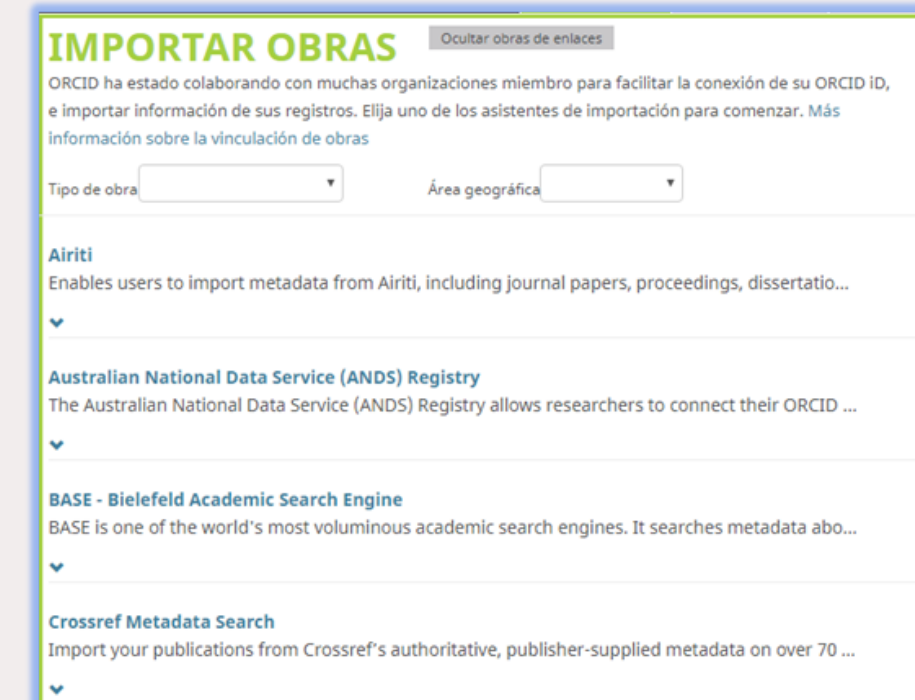 IMPORTAR OBRAS Ocultar obras de enlaces
ORCID ha estado colaborando con muchas organizaciones miembro para facilitar la conexión de su ORCID iD,
e importar información de sus registros. Elija uno de los asistentes de importación para comenzar. Más
información sobre la vinculación de obras
Tipo de obra Área geográfica
Airiti
Enables users to import metadata from Airiti, including journal papers, proceedings, dissertatio...
Australian National Data Service (ANDS) Registry
The Australian National Data Service (ANDS) Registry allows researchers to connect their ORCID ...
BASE - Bielefeld Academic Search Engine
BASE is one of the world's most voluminous academic search engines. It searches metadata abo...
Crossref Metadata Search
Import your publications from Crossref's authoritative, publisher-supplied metadata on over 70 ...